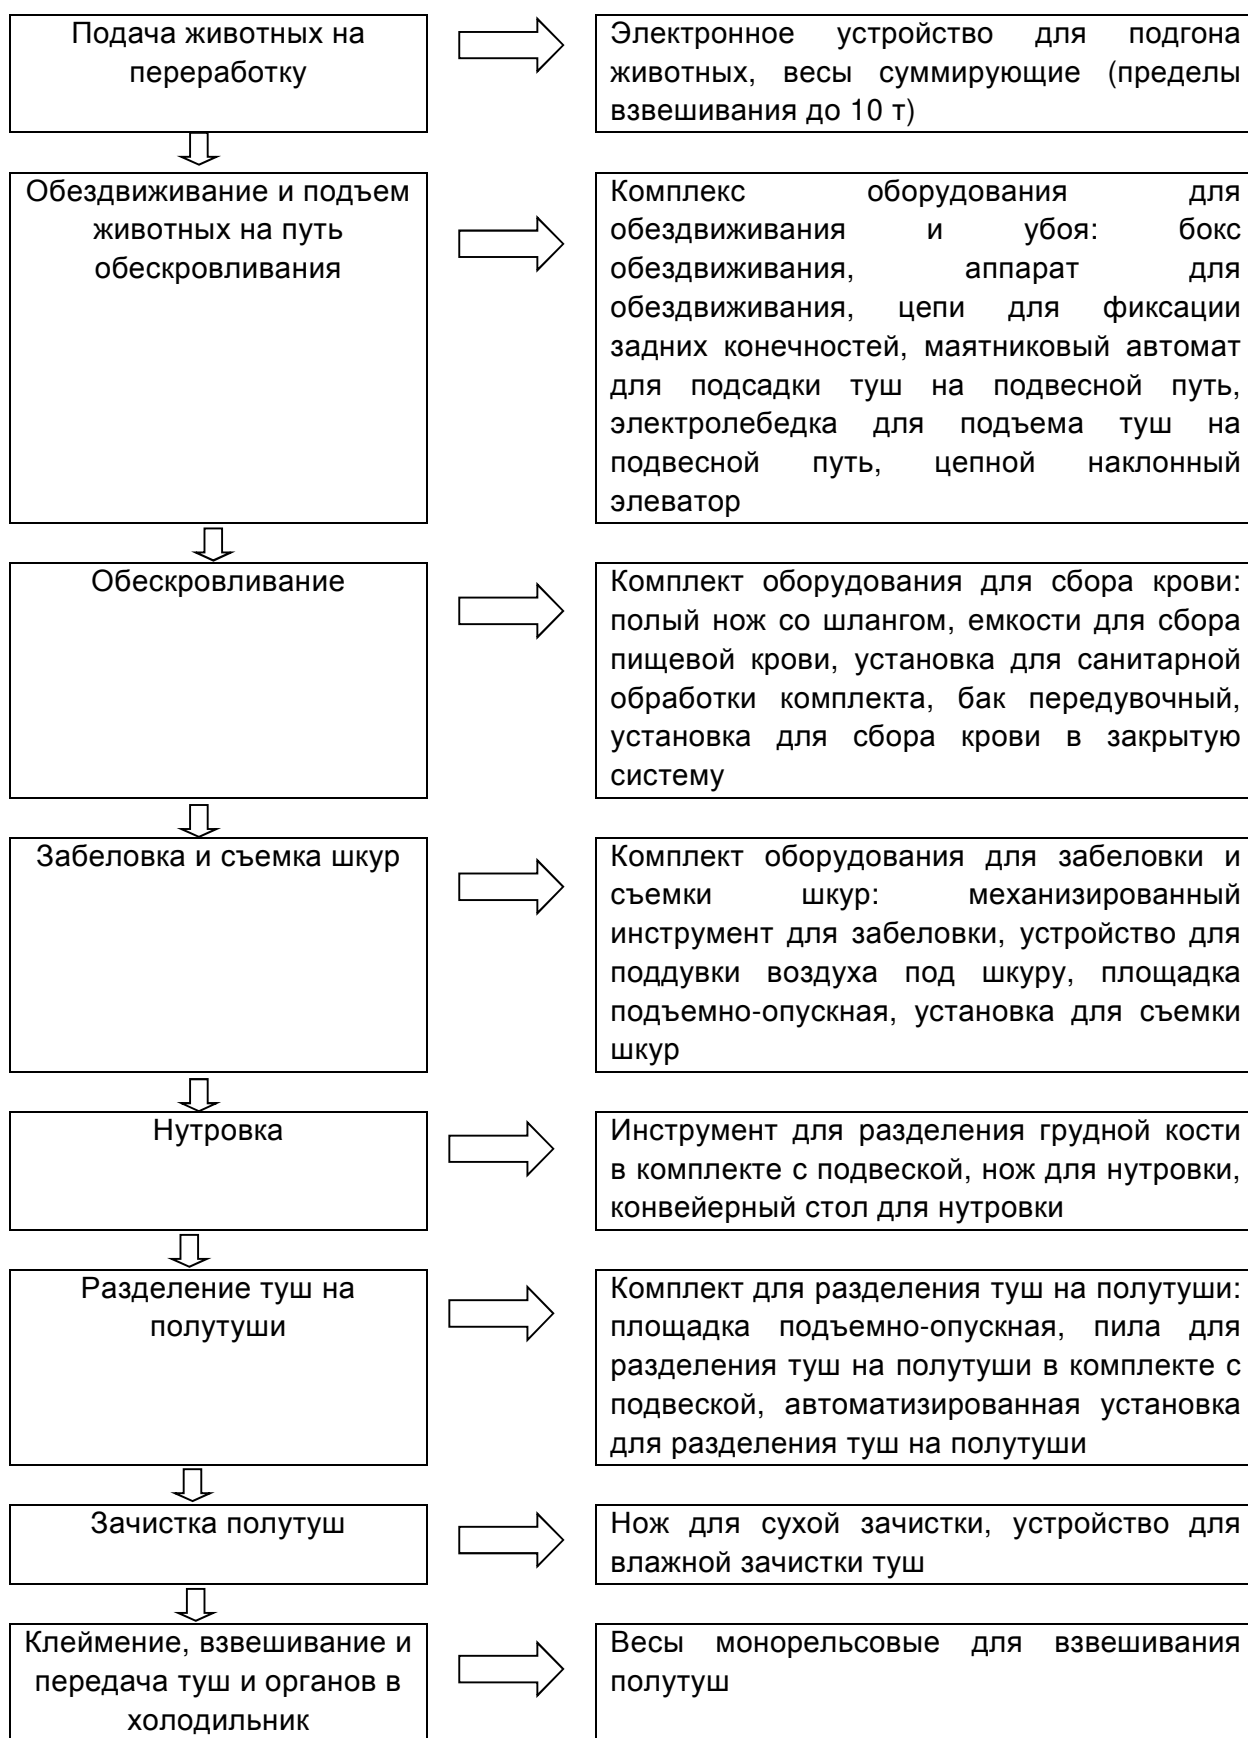 Подача животных на
переработку
Электронное устройство для подгона
животных, весы суммирующие (пределы
взвешивания до 10 т)
Обездвиживание и подъем
животных на путь
обескровливания
Комплекс оборудования для
обездвиживания и убоя: бокс
обездвиживания, аппарат для
обездвиживания, цепи для фиксации
задних конечностей, маятниковый автомат
для подсадки туш на подвесной путь,
электролебедка для подъема туш на
подвесной путь, цепной наклонный
элеватор
Обескровливание
Комплект оборудования для сбора крови:
полый нож со шлангом, емкости для сбора
пищевой крови, установка для санитарной
обработки комплекта, бак передувочный,
установка для сбора крови в закрытую
систему
Забеловка и съемка шкур
Комплект оборудования для забеловки и
съемки шкур: механизированный
инструмент для забеловки, устройство для
поддувки воздуха под шкуру, площадка
подъемно-опускная, установка для съемки
шкур
Нутровка
Инструмент для разделения грудной кости
в комплекте с подвеской, нож для нутровки,
конвейерный стол для нутровки
Разделение туш на
полутуши
Комплект для разделения туш на полутуши:
площадка подъемно-опускная, пила для
разделения туш на полутуши в комплекте с
подвеской, автоматизированная установка
для разделения туш на полутуши
Зачистка полутуш
Нож для сухой зачистки, устройство для
влажной зачистки туш
Клеймение, взвешивание и
передача туш и органов в
холодильник
Весы монорельсовые для взвешивания
полутуш